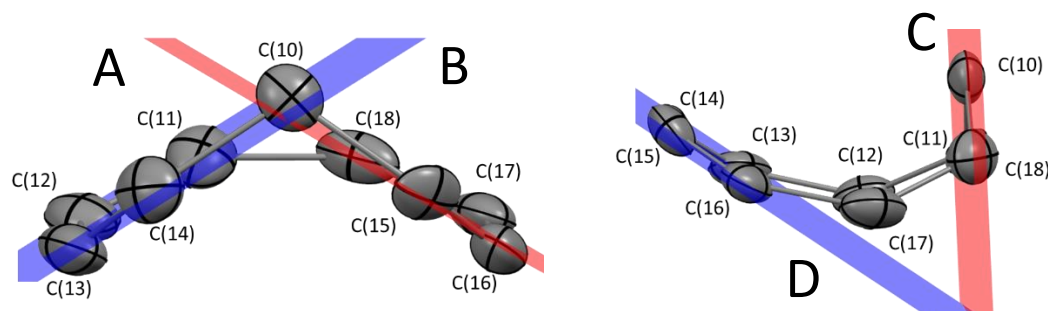 A
C(10)
B
C(11)
C(18)
C(12)
C(17)
C(14)
C(15)
C(13)
C(16)
C
C(10)
C(14)
C(13)
C(12)
C(11)
C(15)
C(18)
C(16)
C(17)
D